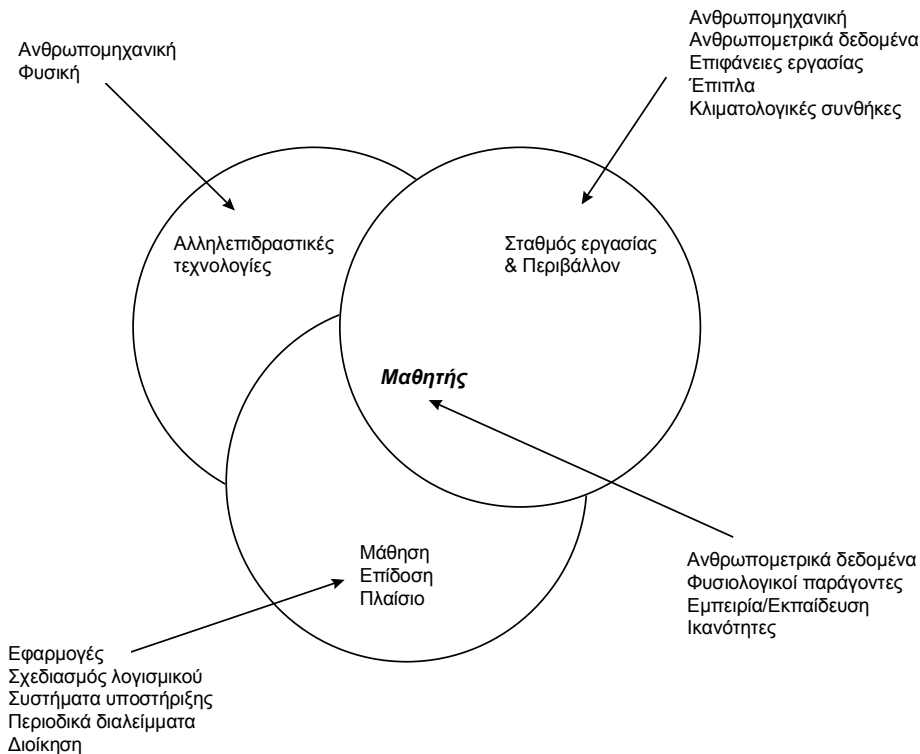 Ανθρωπομηχανική
Φυσική
Ανθρωπομηχανική
Ανθρωπομετρικά δεδομένα
Επιφάνειες εργασίας
Έπιπλα
Κλιματολογικές συνθήκες
Αλληλεπιδραστικές
τεχνολογίες
Σταθμός εργασίας
& Περιβάλλον
Μαθητής
Μάθηση
Επίδοση
Πλαίσιο
Ανθρωπομετρικά δεδομένα
Φυσιολογικοί παράγοντες
Εμπειρία/Εκπαίδευση
Ικανότητες
Εφαρμογές
Σχεδιασμός λογισμικού
Συστήματα υποστήριξης
Περιοδικά διαλείμματα
Διοίκηση